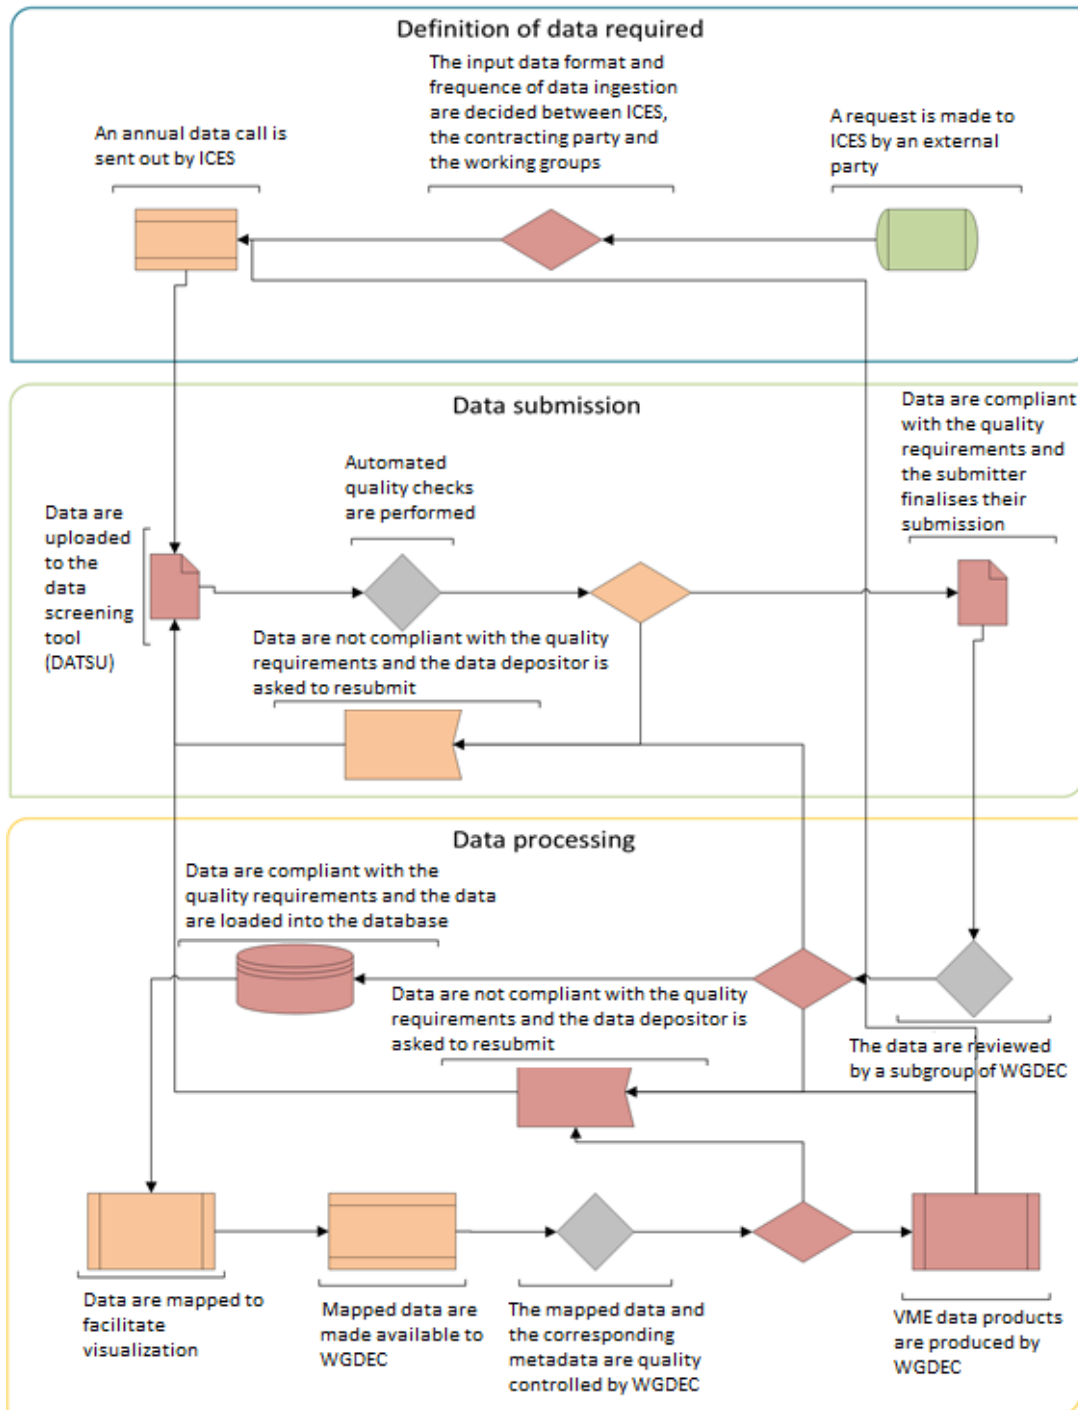 Definition of data required
The input data format and
frequence of data ingestion
are decided between ICES,
the contracting party and
the working groups
An annual data call is
sent out by ICES
A request is made to
ICES by an external
party
Data submission
Data are compliant
with the quality
requirements and
the submitter
finalises their
submission
Automated
quality checks
are performed
Data are
uploaded
to the
data
screening
tool
(DATSU)
Data are not compliant with the quality
requirements and the data depositor is
asked to resubmit
Data processing
Data are compliant with the
quality requirements and the data
are loaded into the database
Data are not compliant with the quality
requirements and the data depositor is
asked to resubmit
The data are reviewed
by a subgroup of WGDEC
Data are mapped to
facilitate
visualization
Mapped data are
made available to
WGDEC
The mapped data and
the corresponding
metadata are quality
controlled by WGDEC
VME data products
are produced by
WGDEC